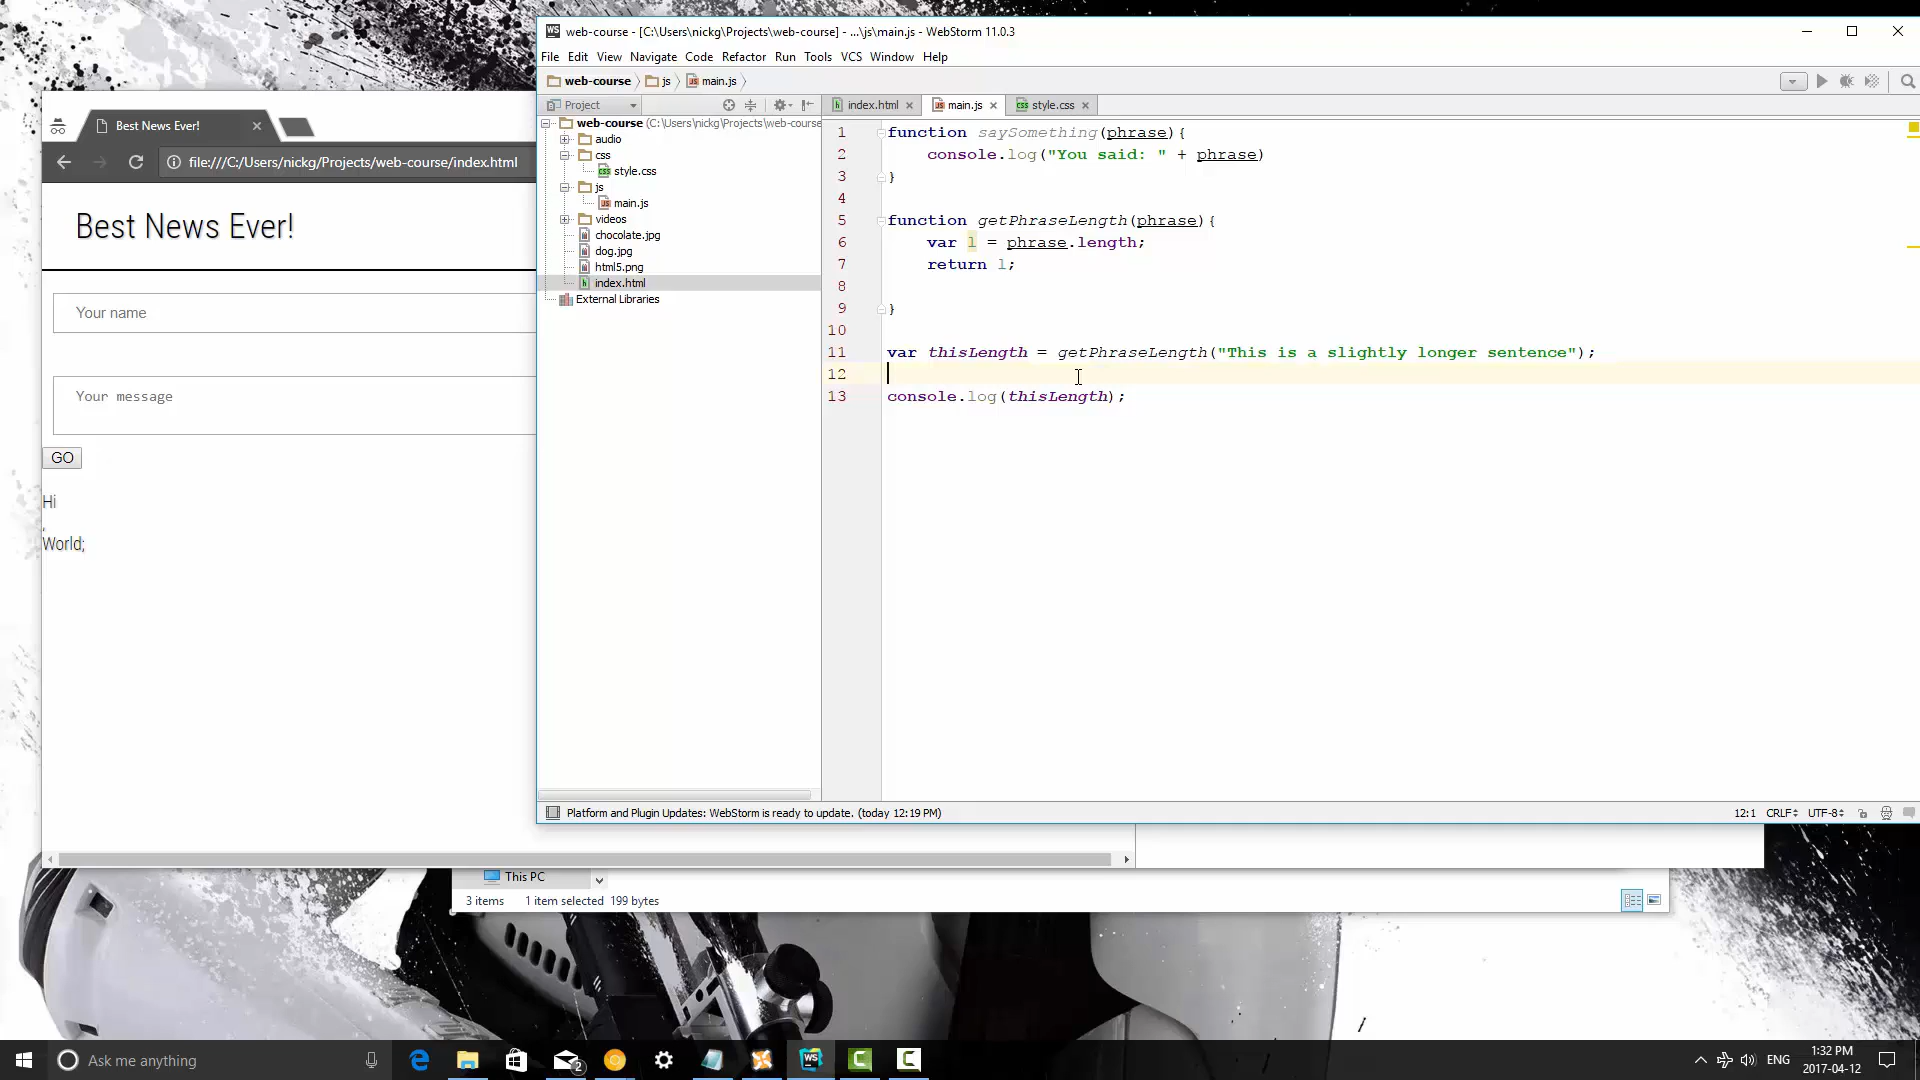 web-course - [C:\Users\nickg\Projects\web-course] - ...\js\main.js - WebStorm 11.0.3
File Edit View Navigate Code Refactor Run Tools VCS Window Help
web-course js main.js
Project
index.html main.js style.css
web-course (C:\Users\nickg\Projects\web-course
audio
css
style.css
js
main.js
videos
chocolate.jpg
dog.jpg
html5.png
index.html
External Libraries
1 function saySomething(phrase){
2 console.log("You said: " + phrase)
3 }
4
5 function getPhraseLength(phrase){
6 var l = phrase.length;
7 return l;
8
9 }
10
11 var thisLength = getPhraseLength("This is a slightly longer sentence");
12
13 console.log(thisLength);
Platform and Plugin Updates: WebStorm is ready to update. (today 12:19 PM)
12:1 CRLF UTF-8
Best News Ever!
file:///C:/Users/nickg/Projects/web-course/index.html
Best News Ever!
Your name
Your message
GO
Hi
,
World;
This PC
3 items 1 item selected 199 bytes
Ask me anything
2
WS
ENG
1:32 PM
2017-04-12